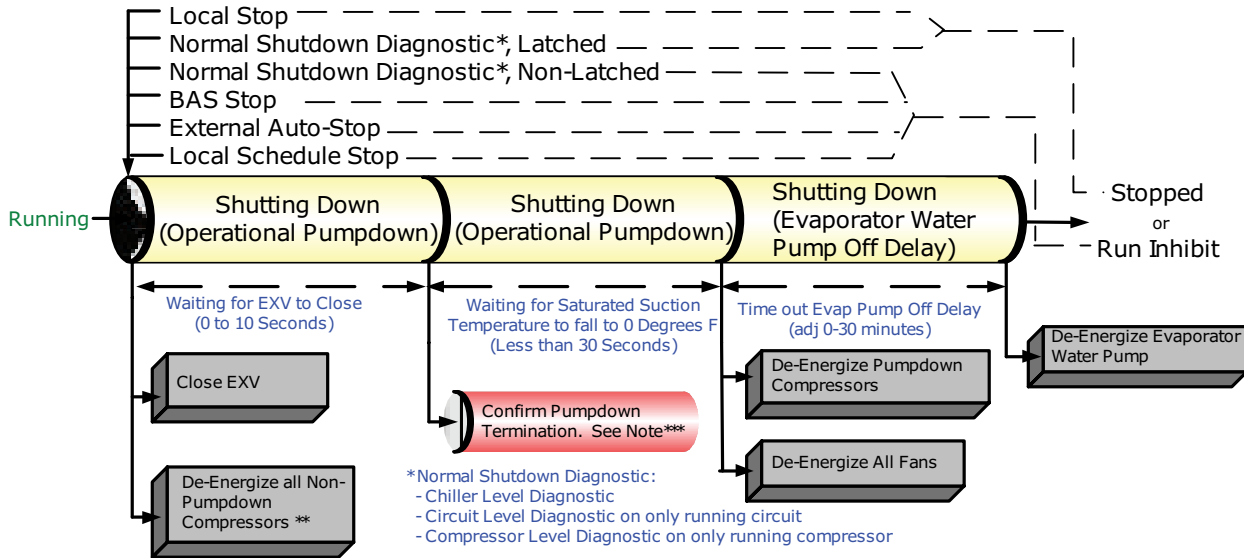 Local Stop
Normal Shutdown Diagnostic*, Latched
Normal Shutdown Diagnostic*, Non-Latched
BAS Stop
External Auto-Stop
Local Schedule Stop
Running
Shutting Down
(Operational Pumpdown)
Shutting Down
(Operational Pumpdown)
Shutting Down
(Evaporator Water
Pump Off Delay)
Stopped
or
Run Inhibit
Waiting for EXV to Close
(0 to 10 Seconds)
Waiting for Saturated Suction
Temperature to fall to 0 Degrees F
(Less than 30 Seconds)
Time out Evap Pump Off Delay
(adj 0-30 minutes)
De-Energize Evaporator
Water Pump
Close EXV
De-Energize Pumpdown
Compressors
Confirm Pumpdown
Termination. See Note***
De-Energize all Non-
Pumpdown
Compressors **
De-Energize All Fans
*Normal Shutdown Diagnostic:
- Chiller Level Diagnostic
- Circuit Level Diagnostic on only running circuit
- Compressor Level Diagnostic on only running compressor